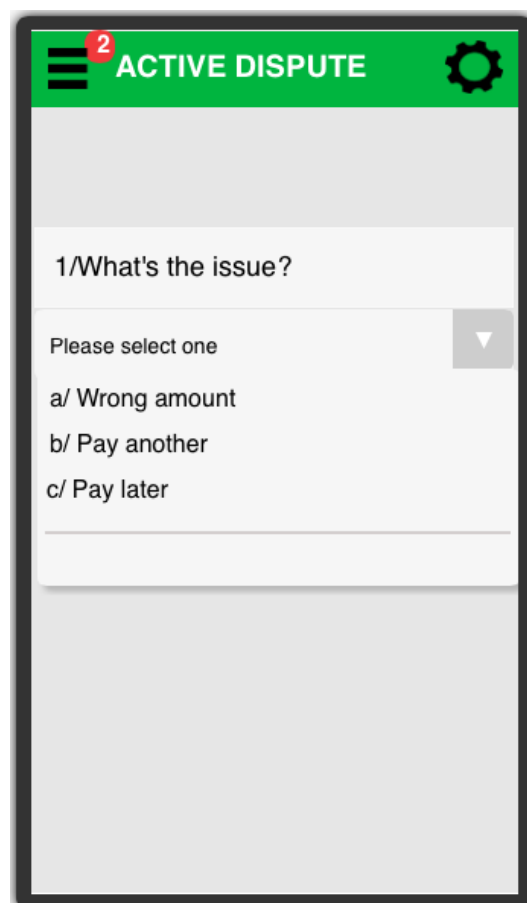 2
ACTIVE DISPUTE
1/What's the issue?
Please select one
a/ Wrong amount
b/ Pay another
c/ Pay later